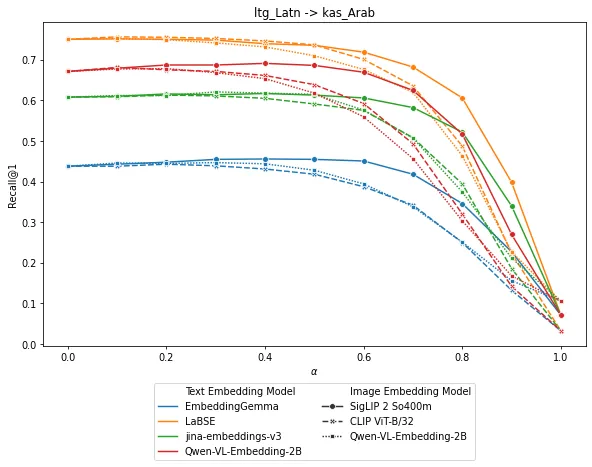 ltg_Latn -> kas_Arab
Recall@1
0.7
0.6
0.5
0.4
0.3
0.2
0.1
0.0
0.0 0.2 0.4 0.6 0.8 1.0
α
Text Embedding Model Image Embedding Model
EmbeddingGemma SigLIP 2 So400m
LaBSE CLIP ViT-B/32
jina-embeddings-v3 Qwen-VL-Embedding-2B
Qwen-VL-Embedding-2B